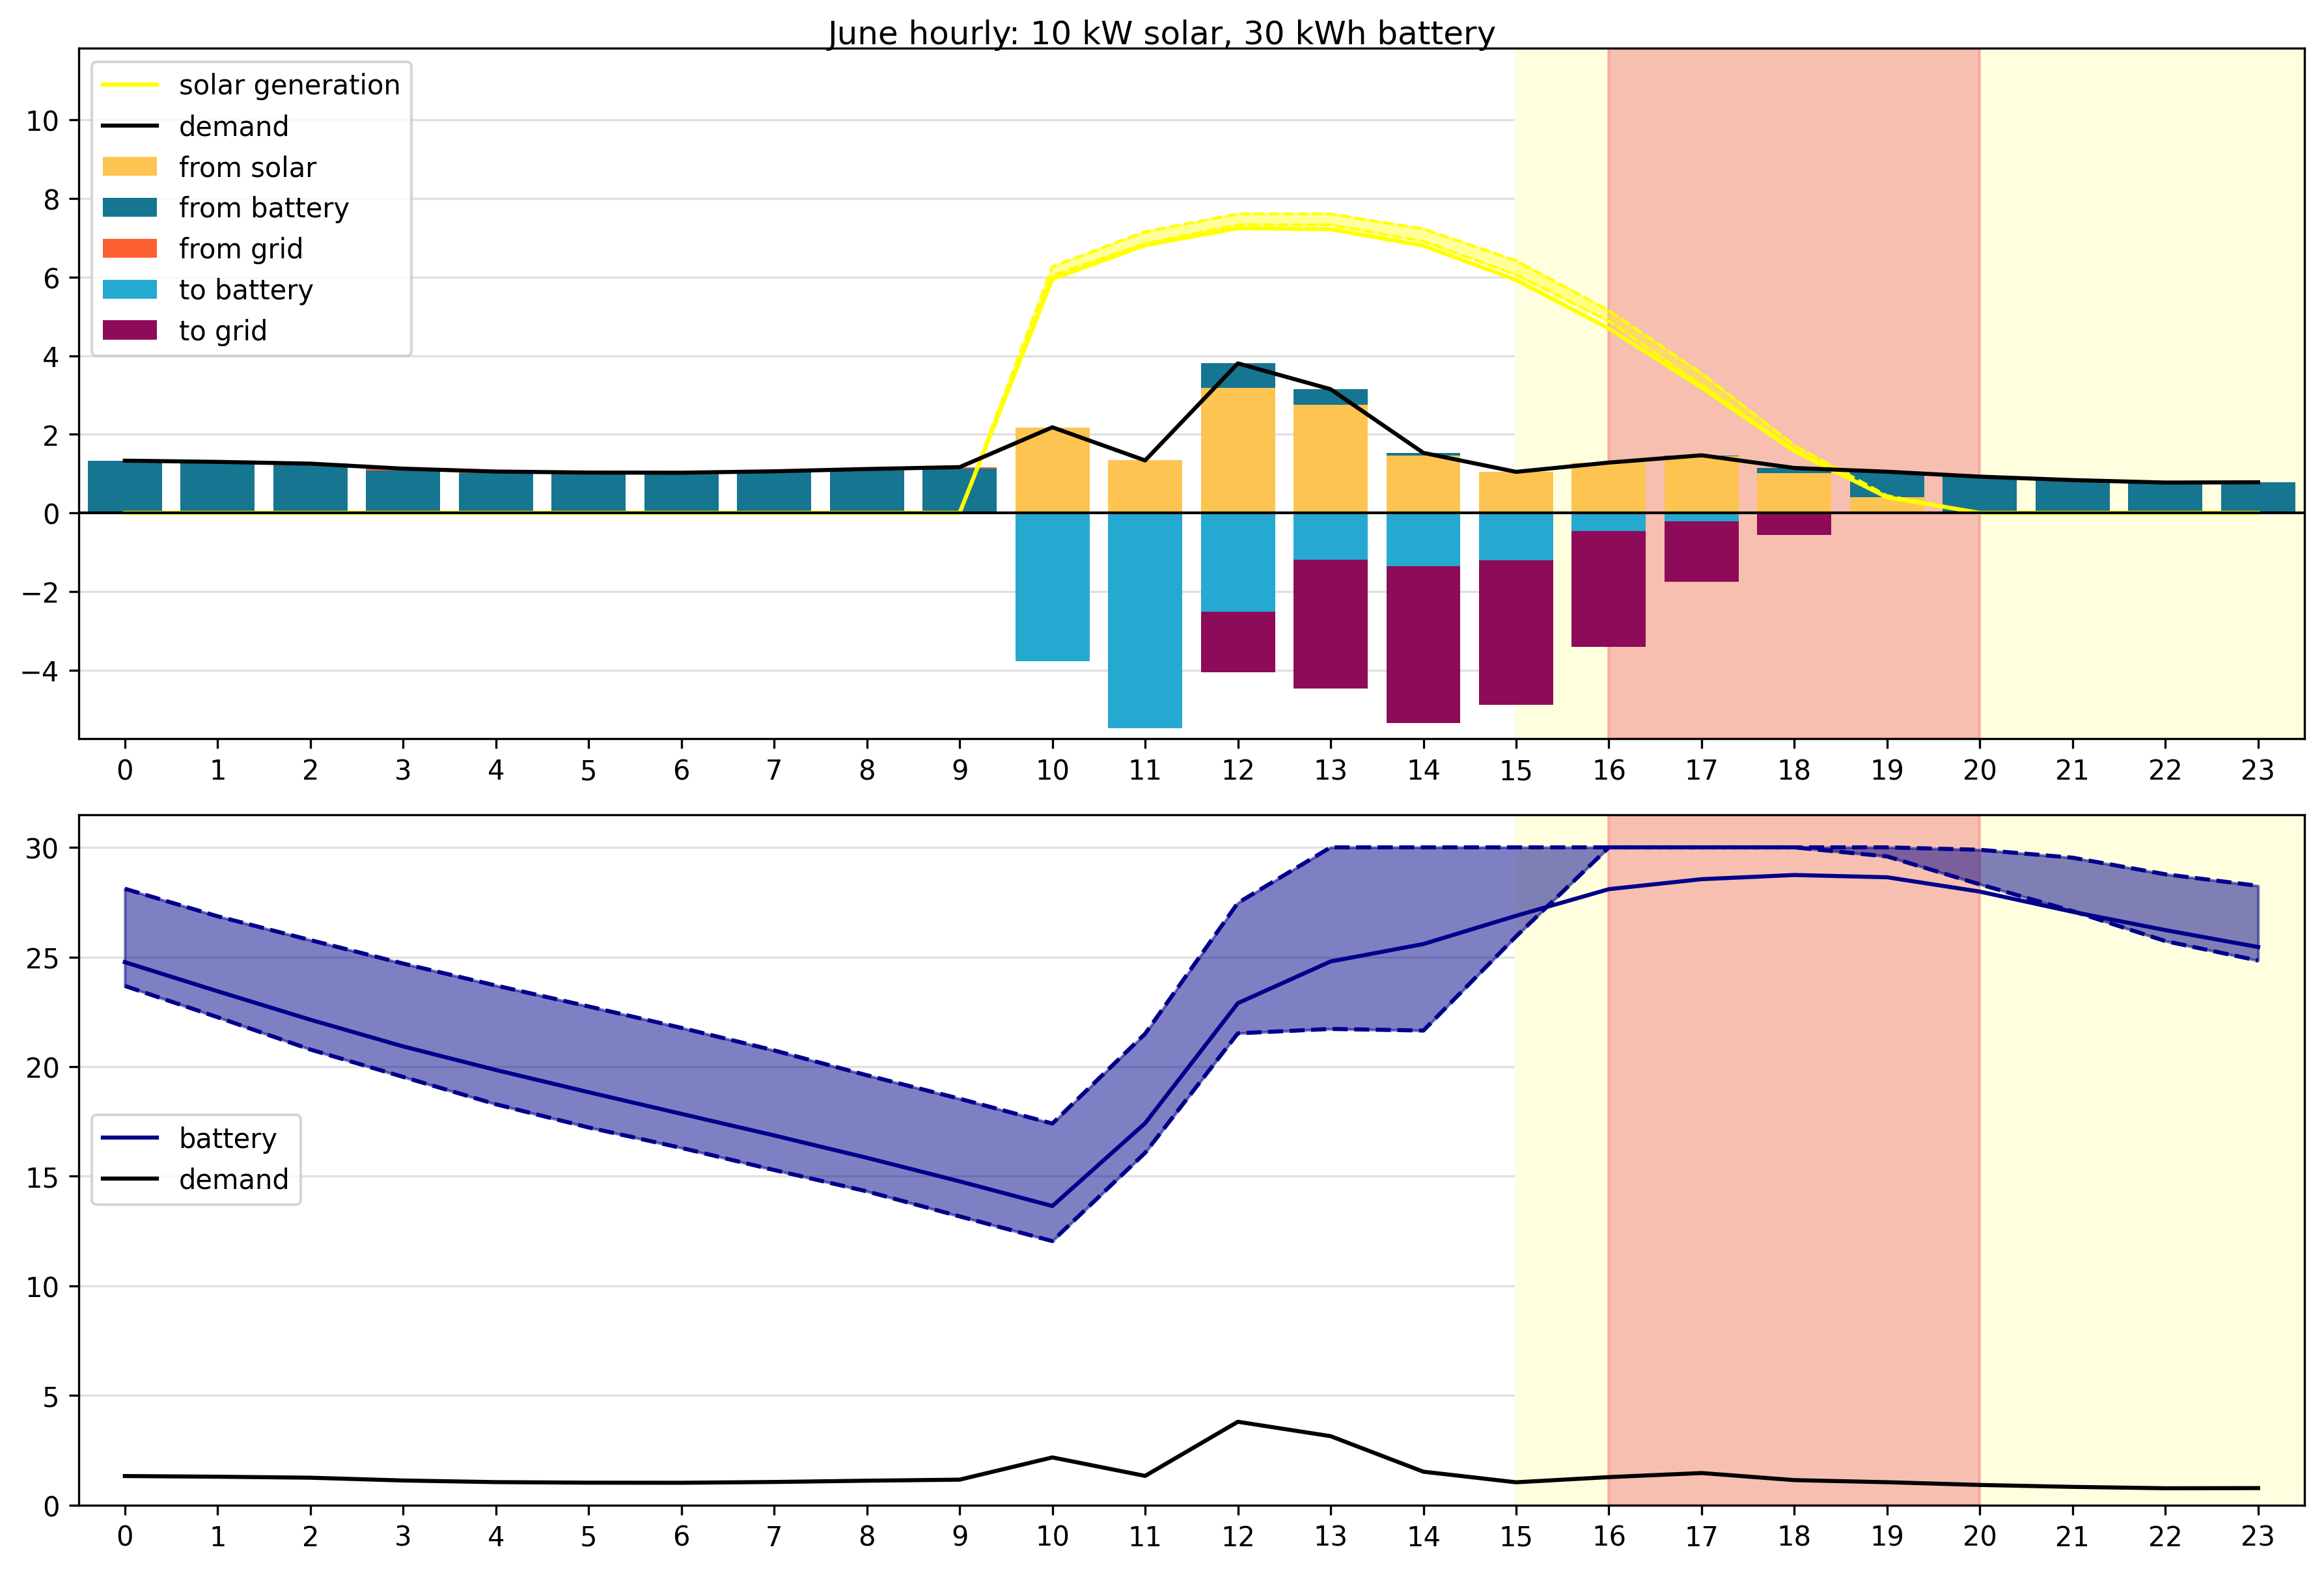 June hourly: 10 kW solar, 30 kWh battery
solar generation
demand
from solar
from battery
from grid
to battery
to grid
10
8
6
4
2
0
−2
−4
0 1 2 3 4 5 6 7 8 9 10 11 12 13 14 15 16 17 18 19 20 21 22 23
30
25
20
15
10
5
0
battery
demand
0 1 2 3 4 5 6 7 8 9 10 11 12 13 14 15 16 17 18 19 20 21 22 23